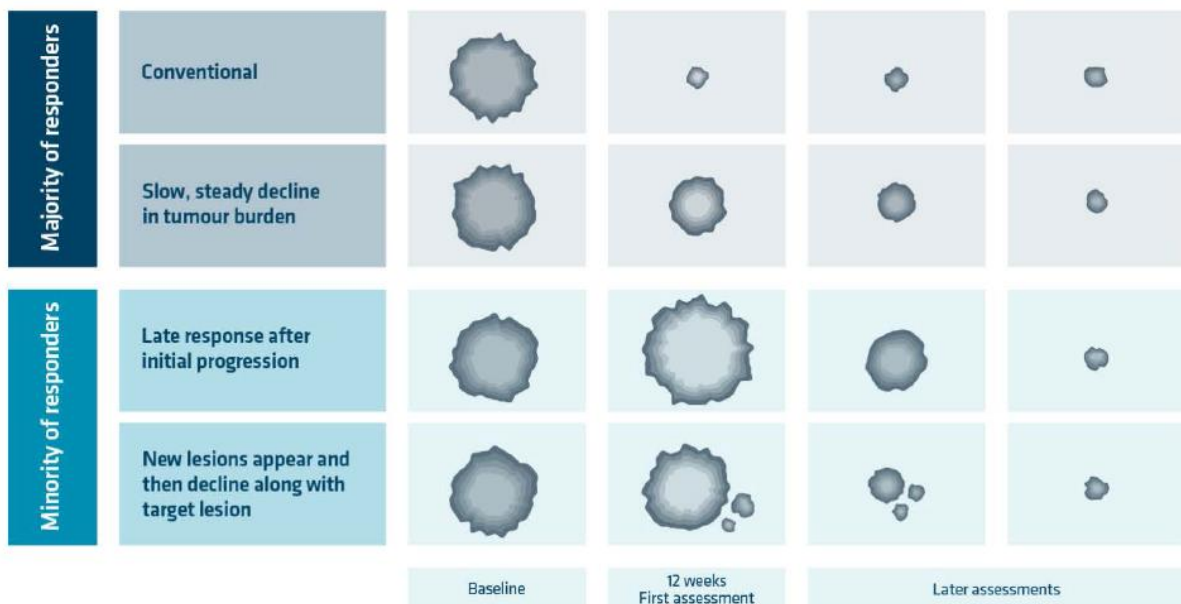 Majority of responders
Conventional
Slow, steady decline
in tumour burden
Minority of responders
Late response after
initial progression
New lesions appear and
then decline along with
target lesion
Baseline
12 weeks
First assessment
Later assessments